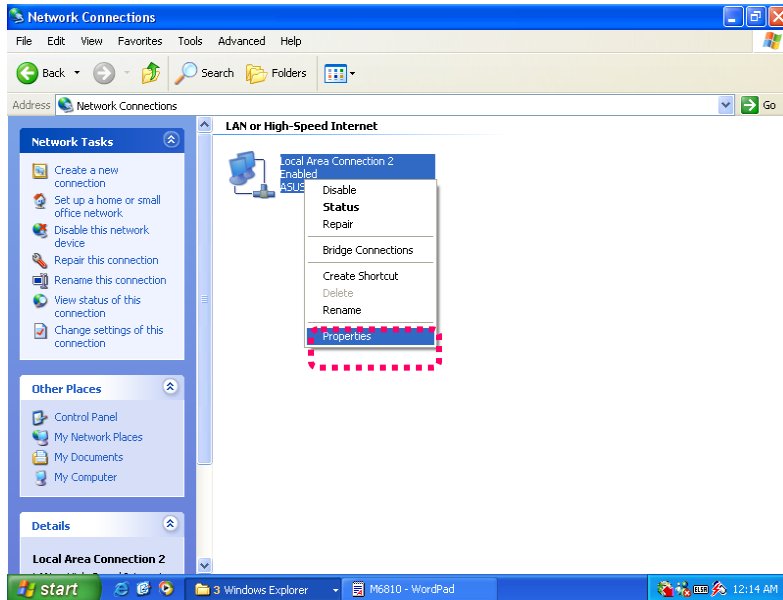 Network Connections
File Edit View Favorites Tools Advanced Help
Back Search Folders
Address Network Connections Go
Network Tasks
Create a new
connection
Set up a home or small
office network
Disable this network
device
Repair this connection
Rename this connection
View status of this
connection
Change settings of this
connection
Other Places
Control Panel
My Network Places
My Documents
My Computer
Details
Local Area Connection 2
LAN or High-Speed Internet
Local Area Connection 2
Enabled
ASUS
Disable
Status
Repair
Bridge Connections
Create Shortcut
Delete
Rename
Properties
start 3 Windows Explorer M6810 - WordPad 12:14 AM